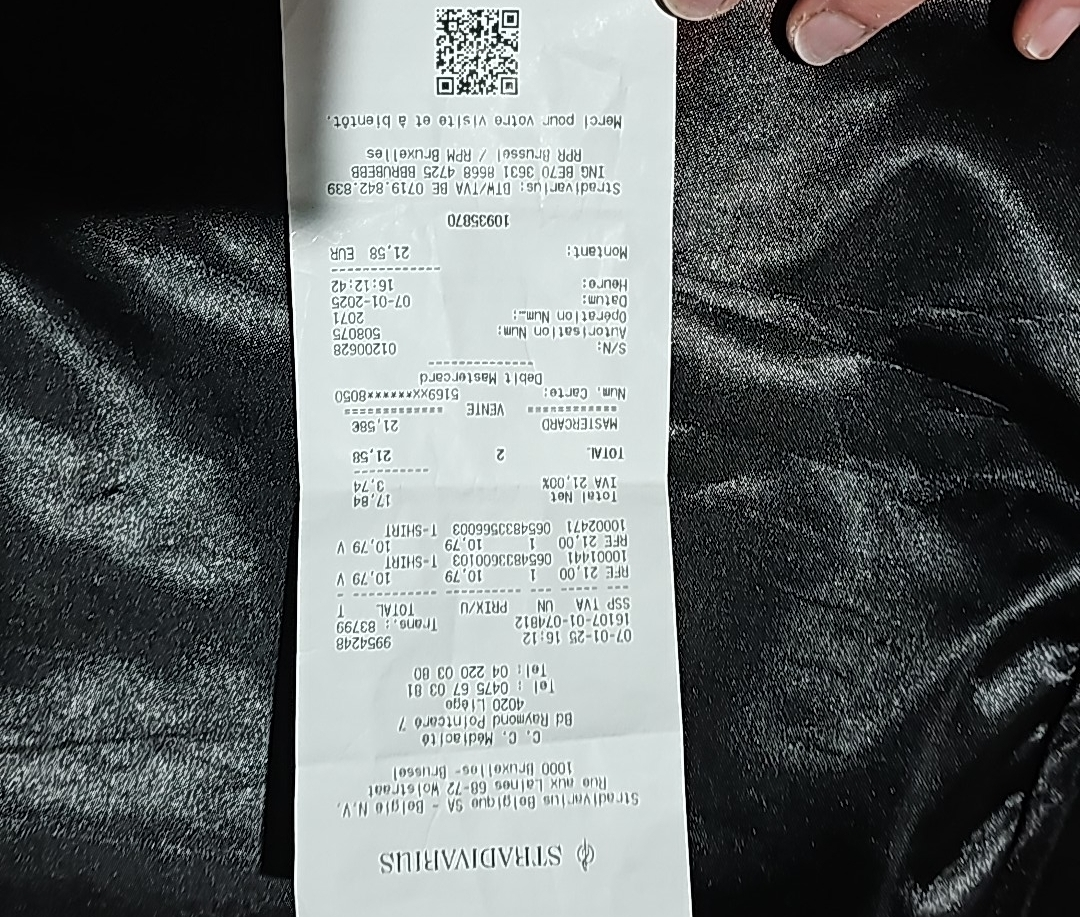 STRADIVARIUS
Stradivarius Belgique SA - Belgie N.V.
Rue aux Laines 68-72 Wolstraat
1000 Bruxelles- Brussel
C. C. Médiacité
Bd Raymond Pointcaré 7
4020 Liége
Tel : 0475 67 03 81
Tel: 04 220 03 80
07-01-25 16:12 9954248
16107-01-074812 Trans.: 83799
SSP TVA UN PRIX/U TOTAL T
RFE 21,00 1 10,79 10,79 V
10001441 0654833600103 T-SHIRT
RFE 21,00 1 10,79 10,79 V
10002471 0654833566003 T-SHIRT
Total Net 17,84
IVA 21,00% 3,74
TOTAL 2 21,58
MASTERCARD 21,58€
VENTE
Num. Carte: 5169xx******8050
Debit Mastercard
S/N: 01200628
Autorisation Num: 508075
Opération Num…: 2071
Datum: 07-01-2025
Heure: 16:12:42
Montant: 21,58 EUR
10935870
Stradivarius: BTW/TVA BE 0719.842.839
ING BE70 3631 8668 4725 BBRUBEBB
RPR Brussel / RPM Bruxelles
Merci pour votre visite et à bientôt.